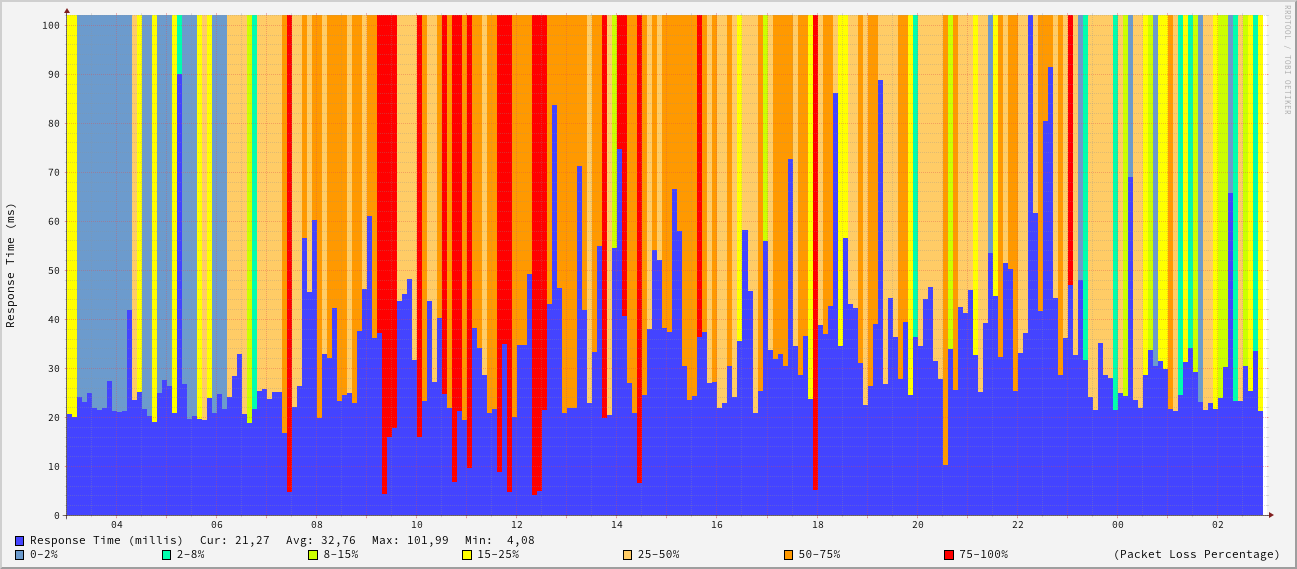 RRDTOOL / TOBI OETIKER
Response Time (ms)
100
90
80
70
60
50
40
30
20
10
0
04 06 08 10 12 14 16 18 20 22 00 02
Response Time (millis) Cur: 21,27 Avg: 32,76 Max: 101,99 Min: 4,08
0-2% 2-8% 8-15% 15-25% 25-50% 50-75% 75-100% (Packet Loss Percentage)